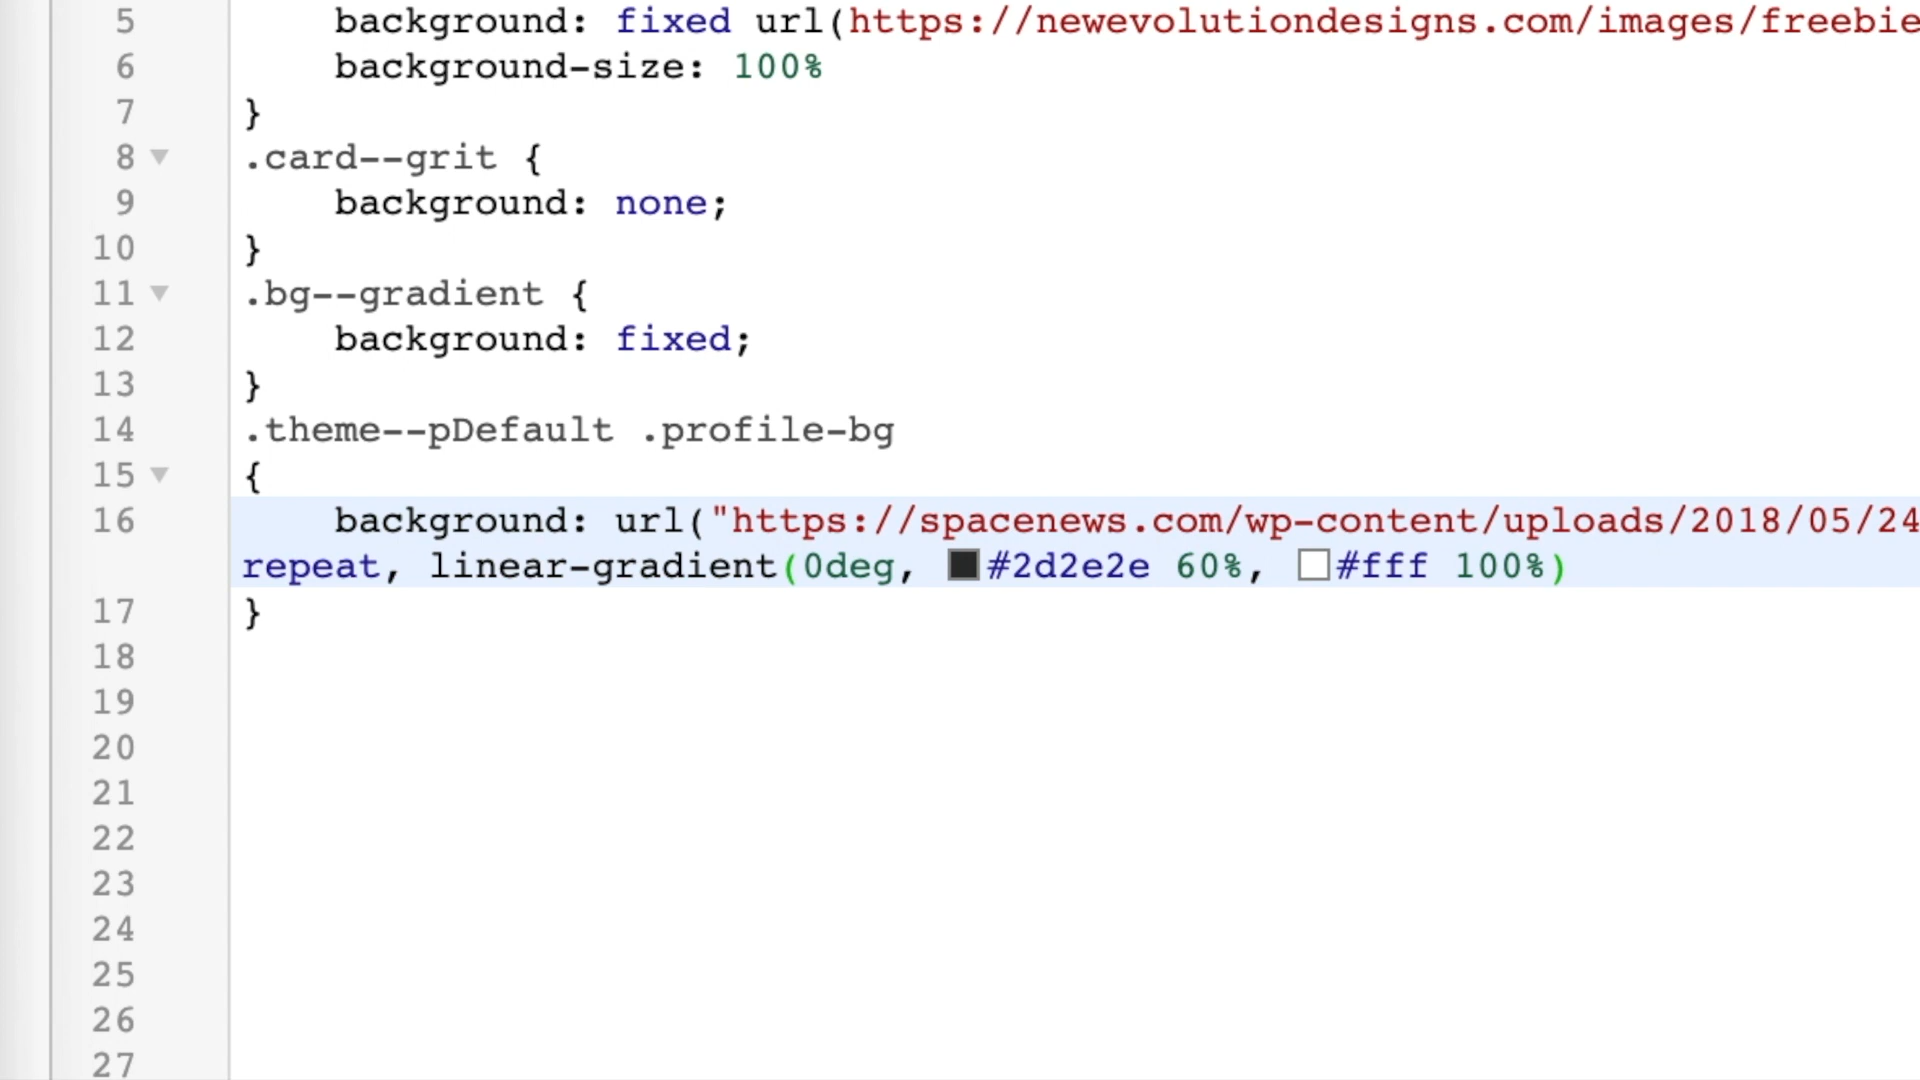 5 background: fixed url(https://newevolutiondesigns.com/images/freebie
6 background-size: 100%
7 }
8 .card--grit {
9 background: none;
10 }
11 .bg--gradient {
12 background: fixed;
13 }
14 .theme--pDefault .profile-bg
15 {
16 background: url("https://spacenews.com/wp-content/uploads/2018/05/24
repeat, linear-gradient(0deg, #2d2e2e 60%, #fff 100%)
17 }
18
19
20
21
22
23
24
25
26
27